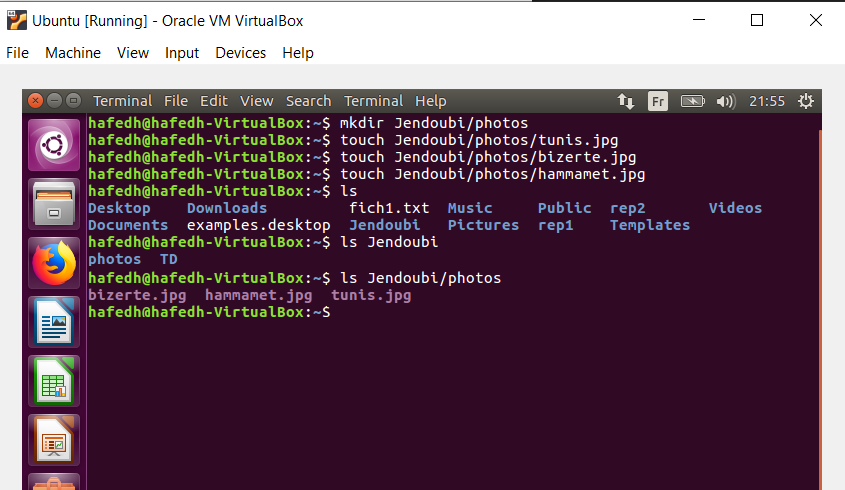 Ubuntu [Running] - Oracle VM VirtualBox
File Machine View Input Devices Help
Terminal File Edit View Search Terminal Help Fr 21:55
hafedh@hafedh-VirtualBox:~$ mkdir Jendoubi/photos
hafedh@hafedh-VirtualBox:~$ touch Jendoubi/photos/tunis.jpg
hafedh@hafedh-VirtualBox:~$ touch Jendoubi/photos/bizerte.jpg
hafedh@hafedh-VirtualBox:~$ touch Jendoubi/photos/hammamet.jpg
hafedh@hafedh-VirtualBox:~$ ls
Desktop Downloads fich1.txt Music Public rep2 Videos
Documents examples.desktop Jendoubi Pictures rep1 Templates
hafedh@hafedh-VirtualBox:~$ ls Jendoubi
photos TD
hafedh@hafedh-VirtualBox:~$ ls Jendoubi/photos
bizerte.jpg hammamet.jpg tunis.jpg
hafedh@hafedh-VirtualBox:~$